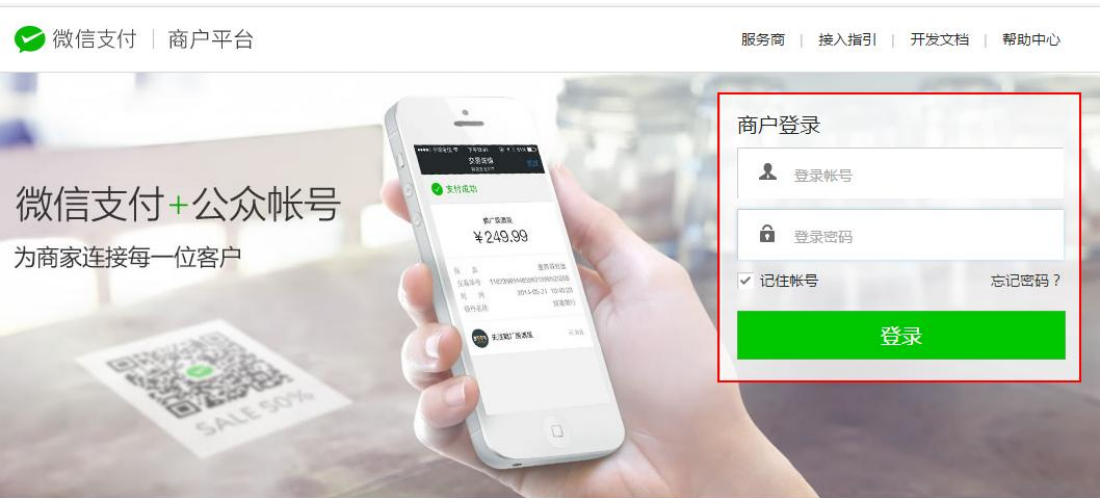 微信支付 | 商户平台
服务商 | 接入指引 | 开发文档 | 帮助中心
微信支付+公众帐号
为商家连接每一位客户
支付成功
¥249.99
SALE 50%
商户登录
登录帐号
登录密码
记住帐号
忘记密码？
登录